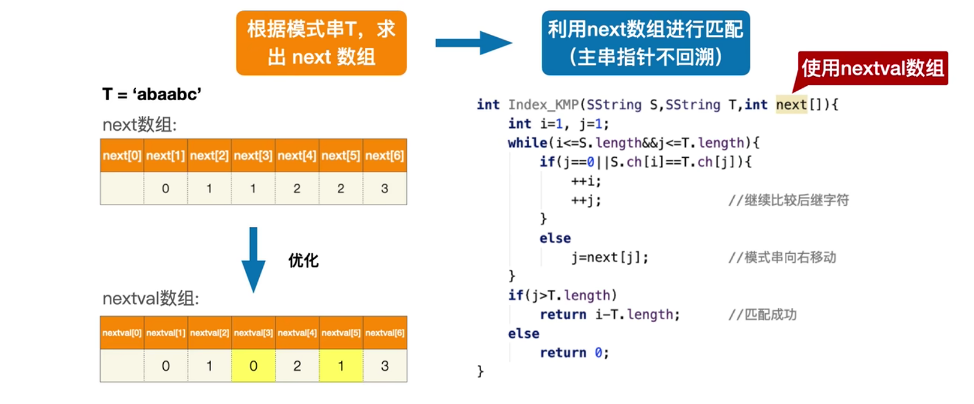 根据模式串T，求
出 next 数组
利用next数组进行匹配
（主串指针不回溯）
使用nextval数组
T = ‘abaabc’
next数组:
next[0] next[1] next[2] next[3] next[4] next[5] next[6]
0 1 1 2 2 3
优化
nextval数组:
nextval[0] nextval[1] nextval[2] nextval[3] nextval[4] nextval[5] nextval[6]
0 1 0 2 1 3
int Index_KMP(SString S,SString T,int next[]){
    int i=1, j=1;
    while(i<=S.length&&j<=T.length){
        if(j==0||S.ch[i]==T.ch[j]){
            ++i;
            ++j;                //继续比较后继字符
        }
        else
            j=next[j];          //模式串向右移动
    }
    if(j>T.length)
        return i-T.length;      //匹配成功
    else
        return 0;
}